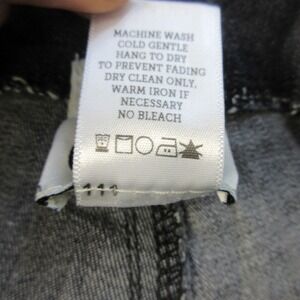 MACHINE WASH
COLD GENTLE
HANG TO DRY
TO PREVENT FADING
DRY CLEAN ONLY,
WARM IRON IF
NECESSARY
NO BLEACH